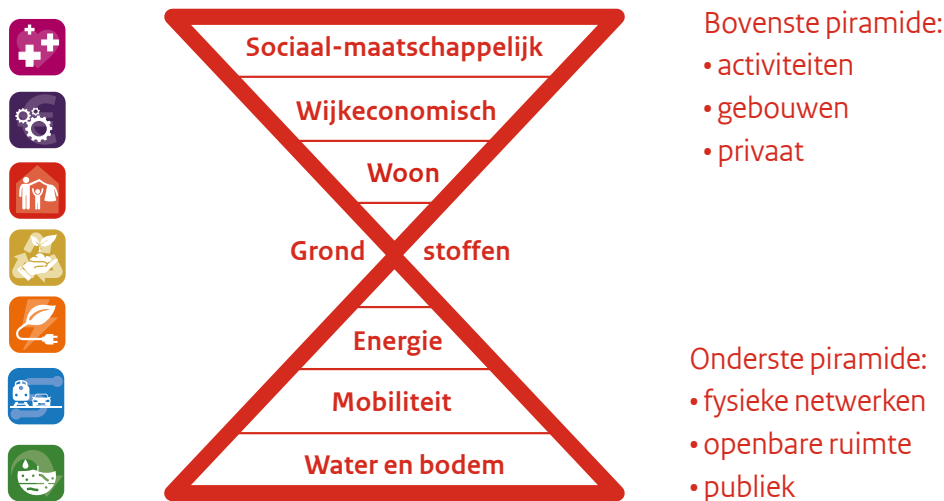 Sociaal-maatschappelijk
Wijkeconomisch
Woon
Grond stoffen
Energie
Mobiliteit
Water en bodem
Bovenste piramide:
• activiteiten
• gebouwen
• privaat
Onderste piramide:
• fysieke netwerken
• openbare ruimte
• publiek